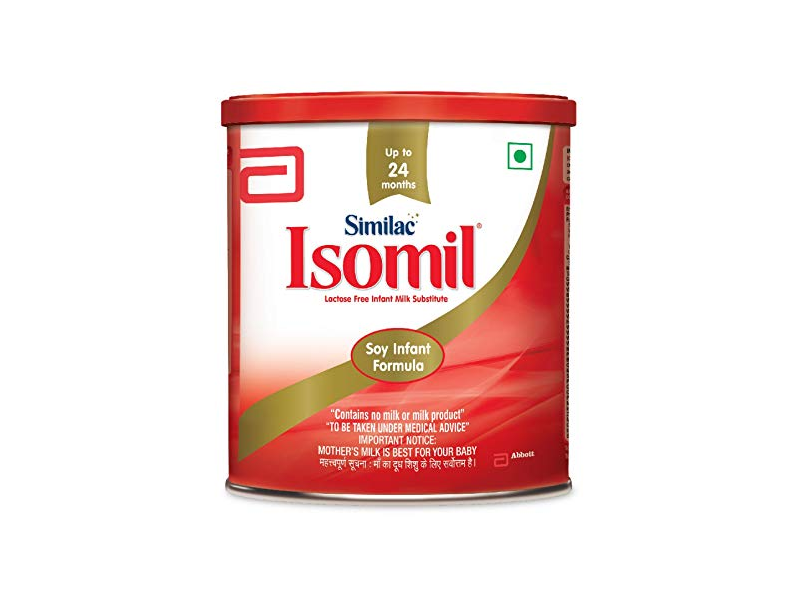 Up to
24
months
Similac
Isomil®
Lactose Free Infant Milk Substitute
Soy Infant
Formula
"Contains no milk or milk product"
"TO BE TAKEN UNDER MEDICAL ADVICE"
IMPORTANT NOTICE:
MOTHER'S MILK IS BEST FOR YOUR BABY
महत्त्वपूर्ण सूचना : माँ का दूध शिशु के लिए सर्वोत्तम है।
Abbott